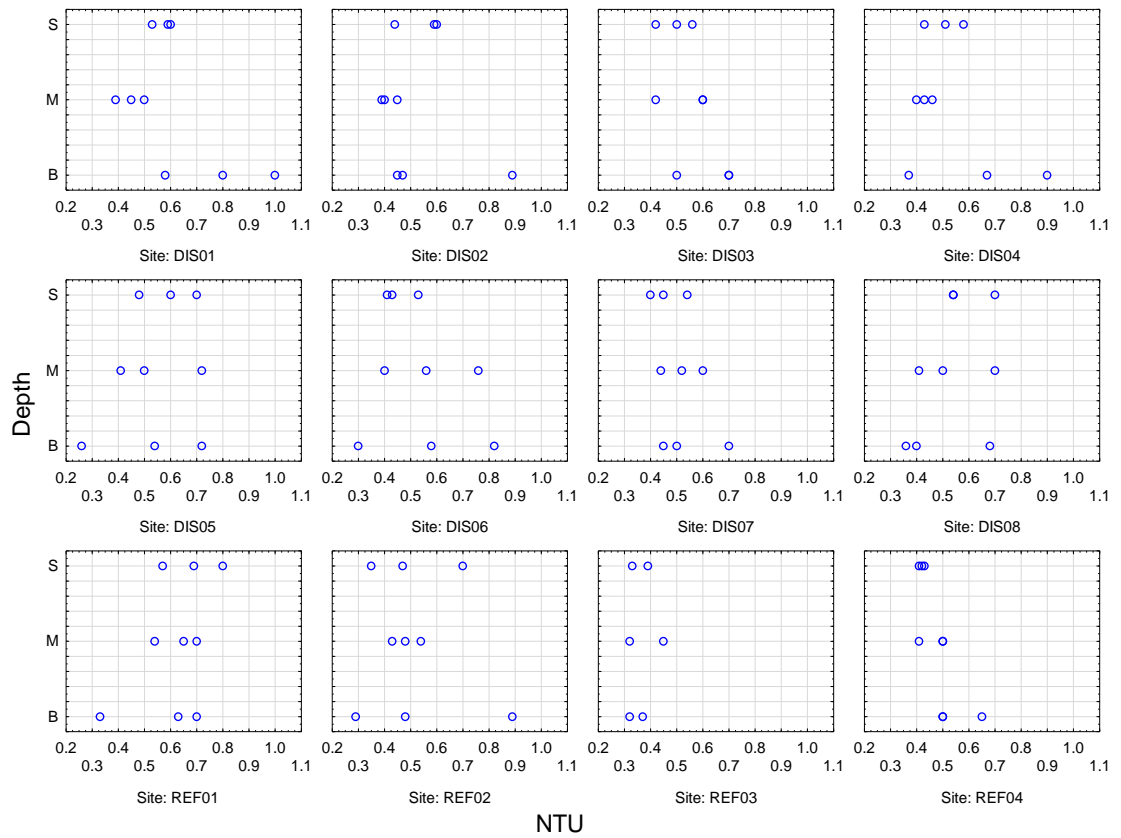 S
M
B
0.2 0.4 0.6 0.8 1.0
0.3 0.5 0.7 0.9 1.1
Site: DIS01
0.2 0.4 0.6 0.8 1.0
0.3 0.5 0.7 0.9 1.1
Site: DIS02
0.2 0.4 0.6 0.8 1.0
0.3 0.5 0.7 0.9 1.1
Site: DIS03
0.2 0.4 0.6 0.8 1.0
0.3 0.5 0.7 0.9 1.1
Site: DIS04
Depth
S
M
B
0.2 0.4 0.6 0.8 1.0
0.3 0.5 0.7 0.9 1.1
Site: DIS05
0.2 0.4 0.6 0.8 1.0
0.3 0.5 0.7 0.9 1.1
Site: DIS06
0.2 0.4 0.6 0.8 1.0
0.3 0.5 0.7 0.9 1.1
Site: DIS07
0.2 0.4 0.6 0.8 1.0
0.3 0.5 0.7 0.9 1.1
Site: DIS08
S
M
B
0.2 0.4 0.6 0.8 1.0
0.3 0.5 0.7 0.9 1.1
Site: REF01
0.2 0.4 0.6 0.8 1.0
0.3 0.5 0.7 0.9 1.1
Site: REF02
0.2 0.4 0.6 0.8 1.0
0.3 0.5 0.7 0.9 1.1
Site: REF03
0.2 0.4 0.6 0.8 1.0
0.3 0.5 0.7 0.9 1.1
Site: REF04
NTU